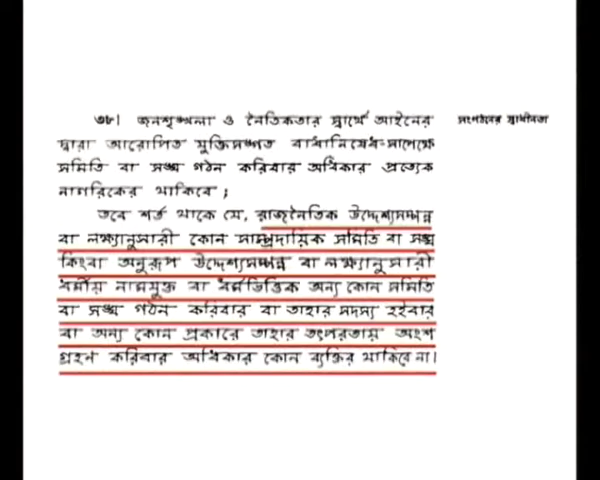 ৩৮। জনশৃঙ্খলা ও নৈতিকতার স্বার্থে আইনের
সংগঠনের স্বাধীনতা
দ্বারা আরোপিত যুক্তিসঙ্গত বাধানিষেধ-সাপেক্ষে
সমিতি বা সঙ্ঘ গঠন করিবার অধিকার প্রত্যেক
নাগরিকের থাকিবে;
তবে শর্ত থাকে যে, রাজনৈতিক উদ্দেশ্যসম্পন্ন
বা লক্ষ্যানুসারী কোন সাম্প্রদায়িক সমিতি বা সঙ্ঘ
কিংবা অনুরূপ উদ্দেশ্যসম্পন্ন বা লক্ষ্যানুসারী
ধর্মীয় নামযুক্ত বা ধর্মভিত্তিক অন্য কোন সমিতি
বা সঙ্ঘ গঠন করিবার বা তাহার সদস্য হইবার
বা অন্য কোন প্রকারে তাহার তৎপরতায় অংশ
গ্রহণ করিবার অধিকার কোন ব্যক্তির থাকিবে না।